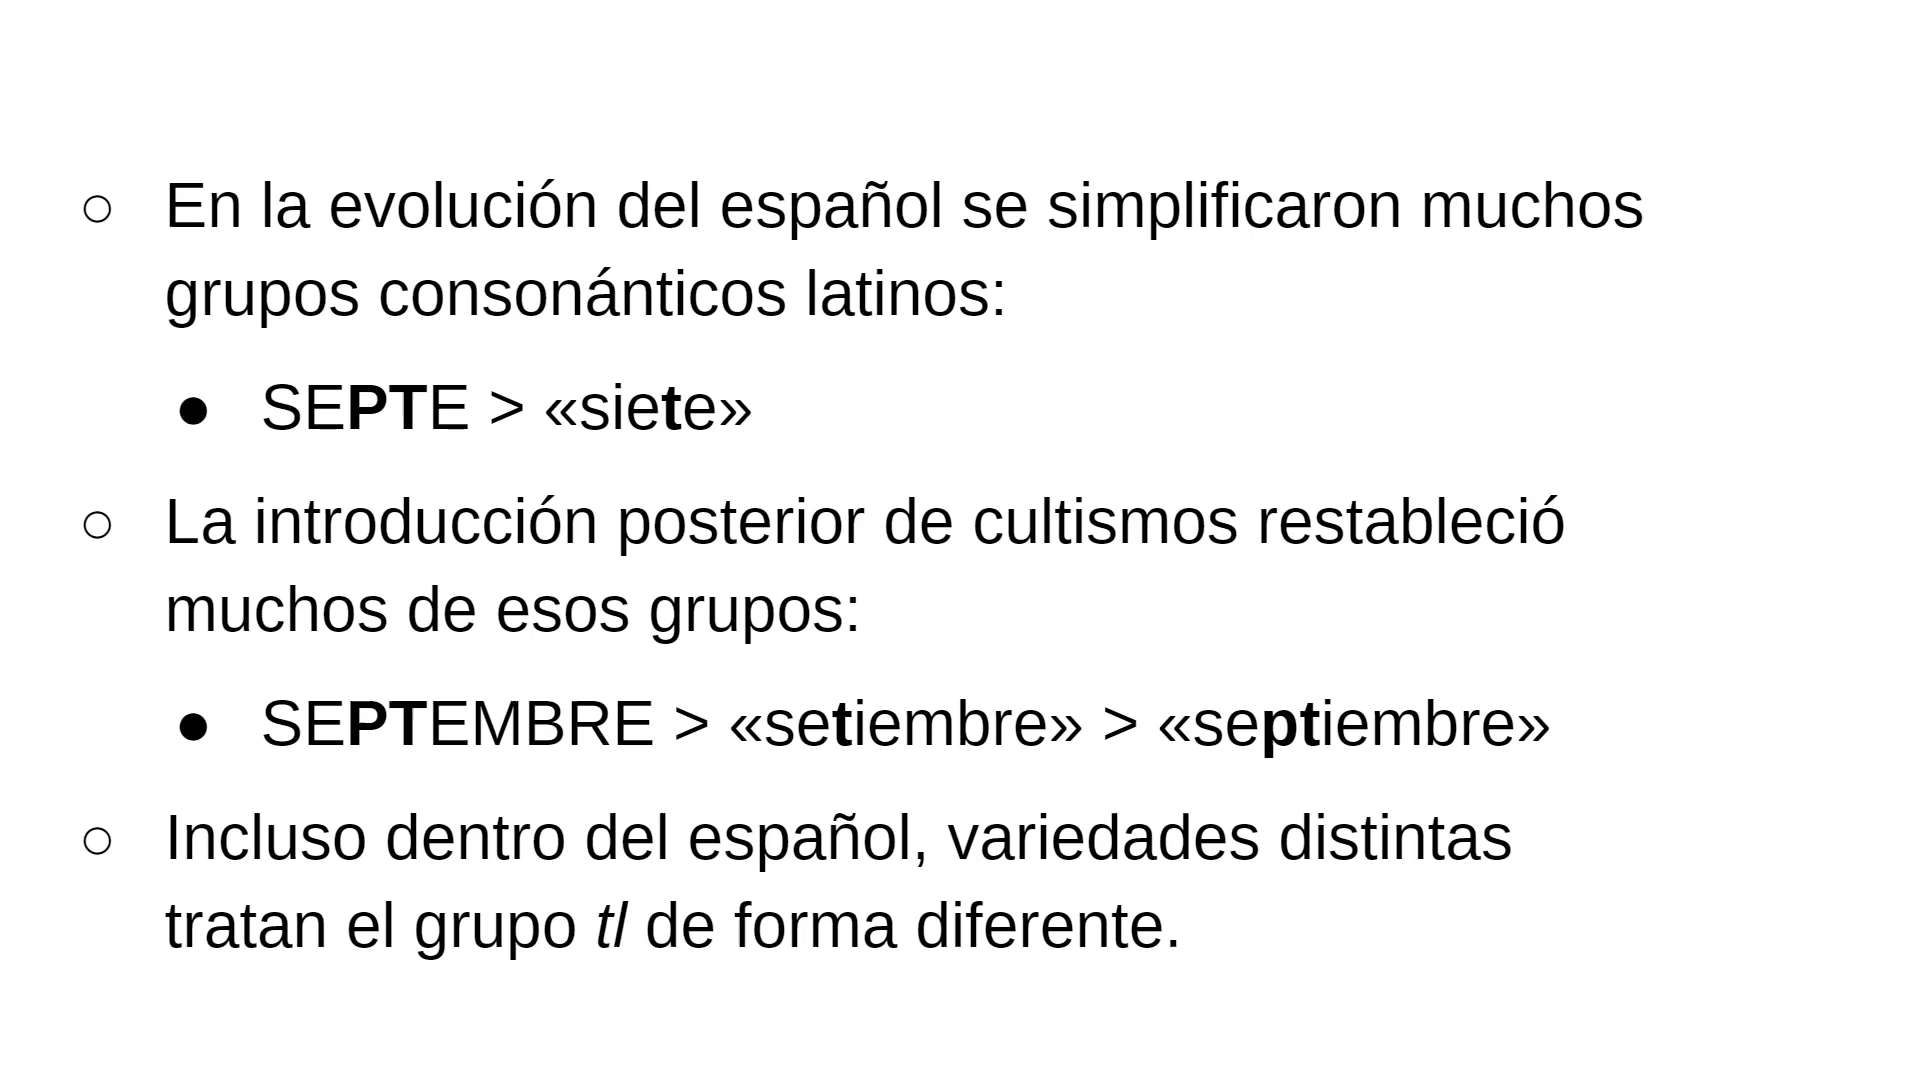 ○ En la evolución del español se simplificaron muchos
grupos consonánticos latinos:
● SEPTE > «siete»
○ La introducción posterior de cultismos restableció
muchos de esos grupos:
● SEPTEMBRE > «setiembre» > «septiembre»
○ Incluso dentro del español, variedades distintas
tratan el grupo tl de forma diferente.